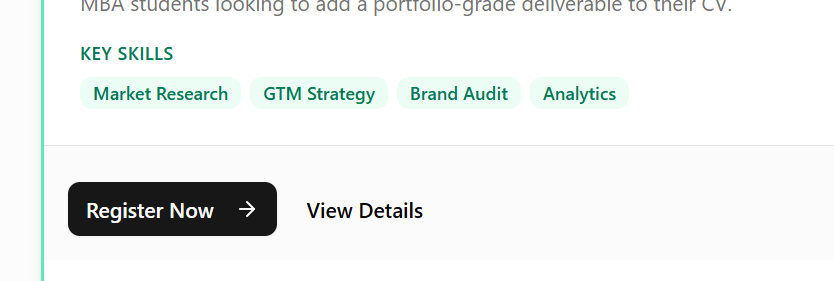 MBA students looking to add a portfolio-grade deliverable to their CV.
KEY SKILLS
Market Research GTM Strategy Brand Audit Analytics
Register Now → View Details